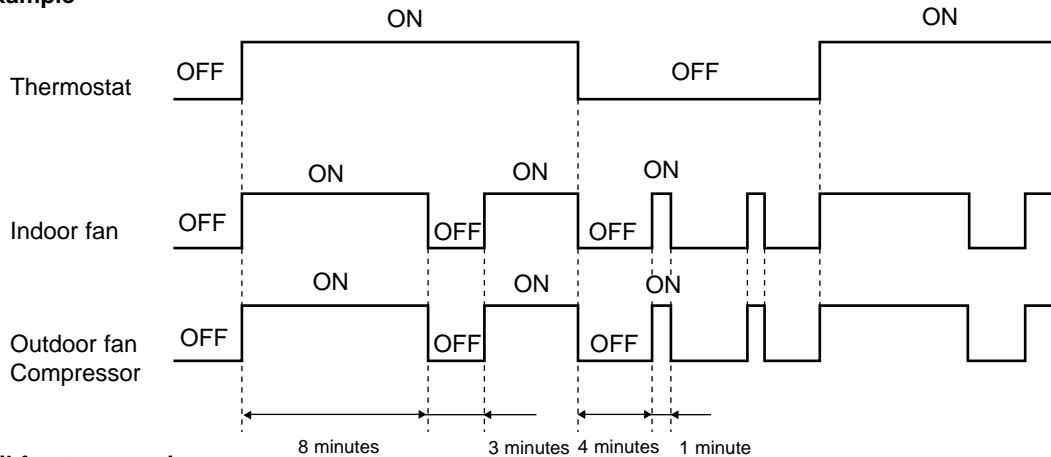 ON
ON
Thermostat
OFF
OFF
ON
ON
ON
Indoor fan
OFF
OFF
OFF
ON
ON
ON
Outdoor fan
Compressor
OFF
OFF
OFF
8 minutes
3 minutes
4 minutes
1 minute